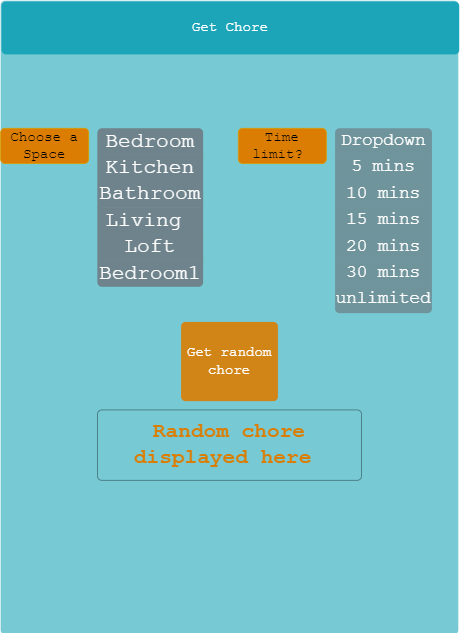 Get Chore
Choose a
Space
Bedroom
Kitchen
Bathroom
Living
Loft
Bedroom1
Time
limit?
Dropdown
5 mins
10 mins
15 mins
20 mins
30 mins
unlimited
Get random
chore
Random chore
displayed here